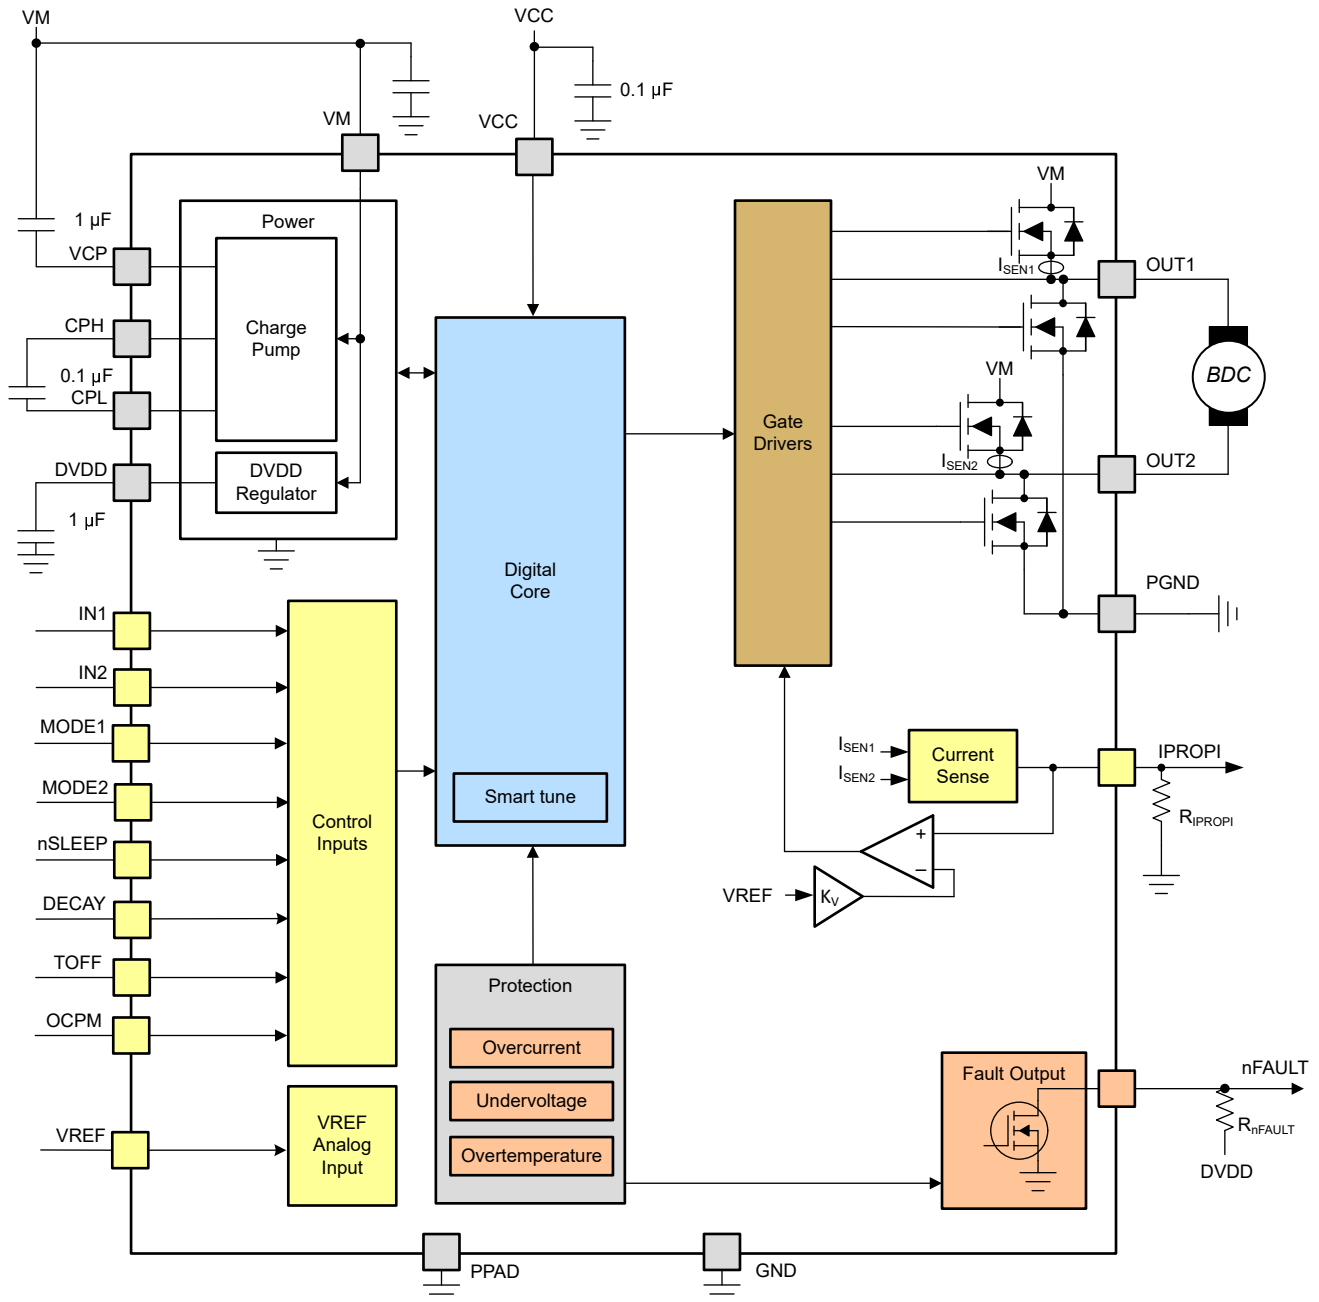 VM
VCC
0.1 µF
VM
VCC
1 µF
VCP
CPH
0.1 µF
CPL
DVDD
1 µF
Power
Charge
Pump
DVDD
Regulator
IN1
IN2
MODE1
MODE2
nSLEEP
DECAY
TOFF
OCPM
VREF
Control
Inputs
VREF
Analog
Input
Digital
Core
Smart tune
Protection
Overcurrent
Undervoltage
Overtemperature
Gate
Drivers
VM
ISEN1
VM
ISEN2
OUT1
BDC
OUT2
PGND
ISEN1
ISEN2
Current
Sense
IPROPI
RIPROPI
+
−
VREF
KV
Fault Output
nFAULT
RnFAULT
DVDD
PPAD
GND